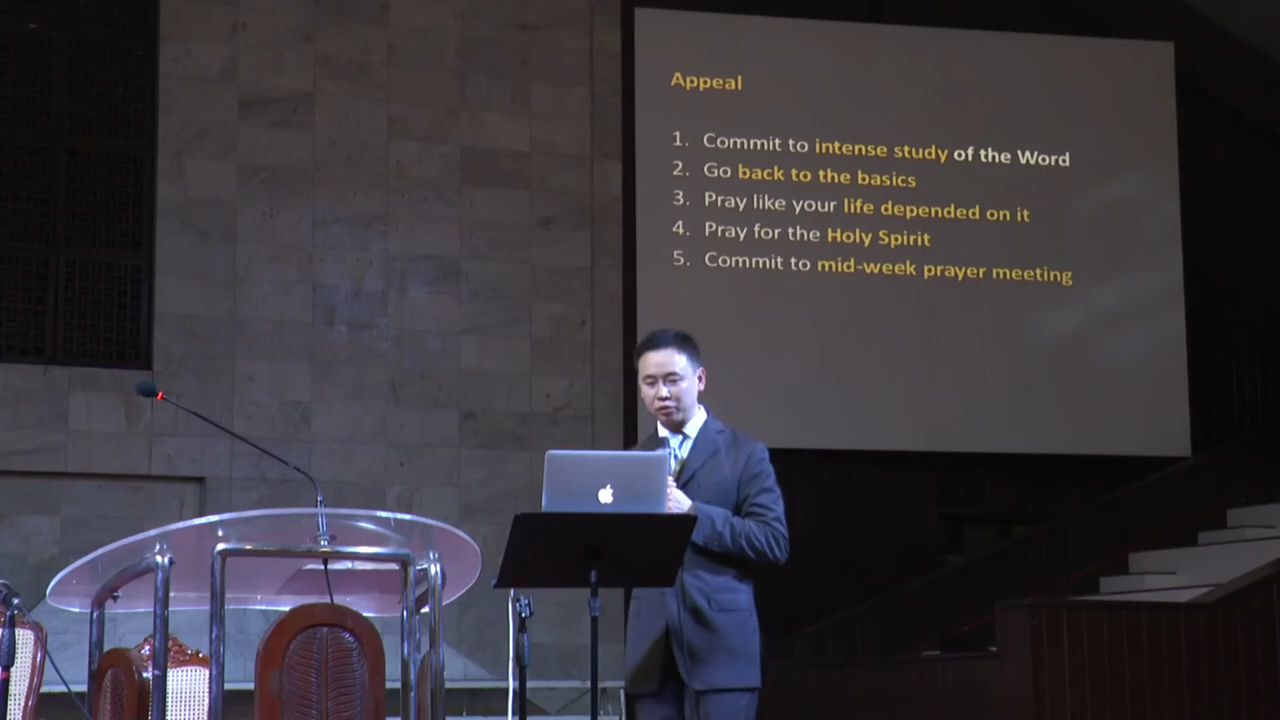 Appeal
1. Commit to intense study of the Word
2. Go back to the basics
3. Pray like your life depended on it
4. Pray for the Holy Spirit
5. Commit to mid-week prayer meeting